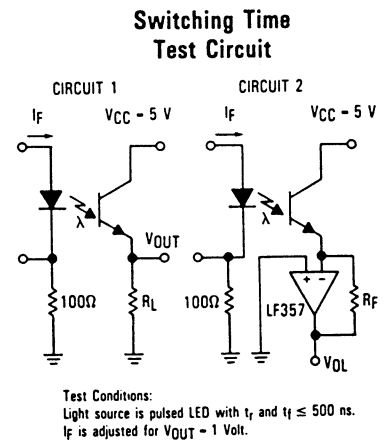 Switching Time
Test Circuit
CIRCUIT 1
CIRCUIT 2
IF
VCC - 5 V
IF
VCC - 5 V
λ
λ
VOUT
100Ω
RL
100Ω
+ -
LF357
RF
VOL
Test Conditions:
Light source is pulsed LED with tr and tf ≤ 500 ns.
IF is adjusted for VOUT - 1 Volt.